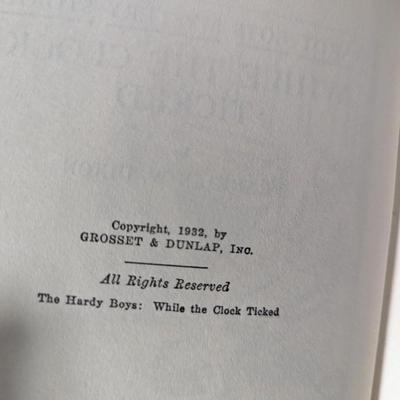 Copyright, 1932, by
GROSSET & DUNLAP, INC.
All Rights Reserved
The Hardy Boys: While the Clock Ticked